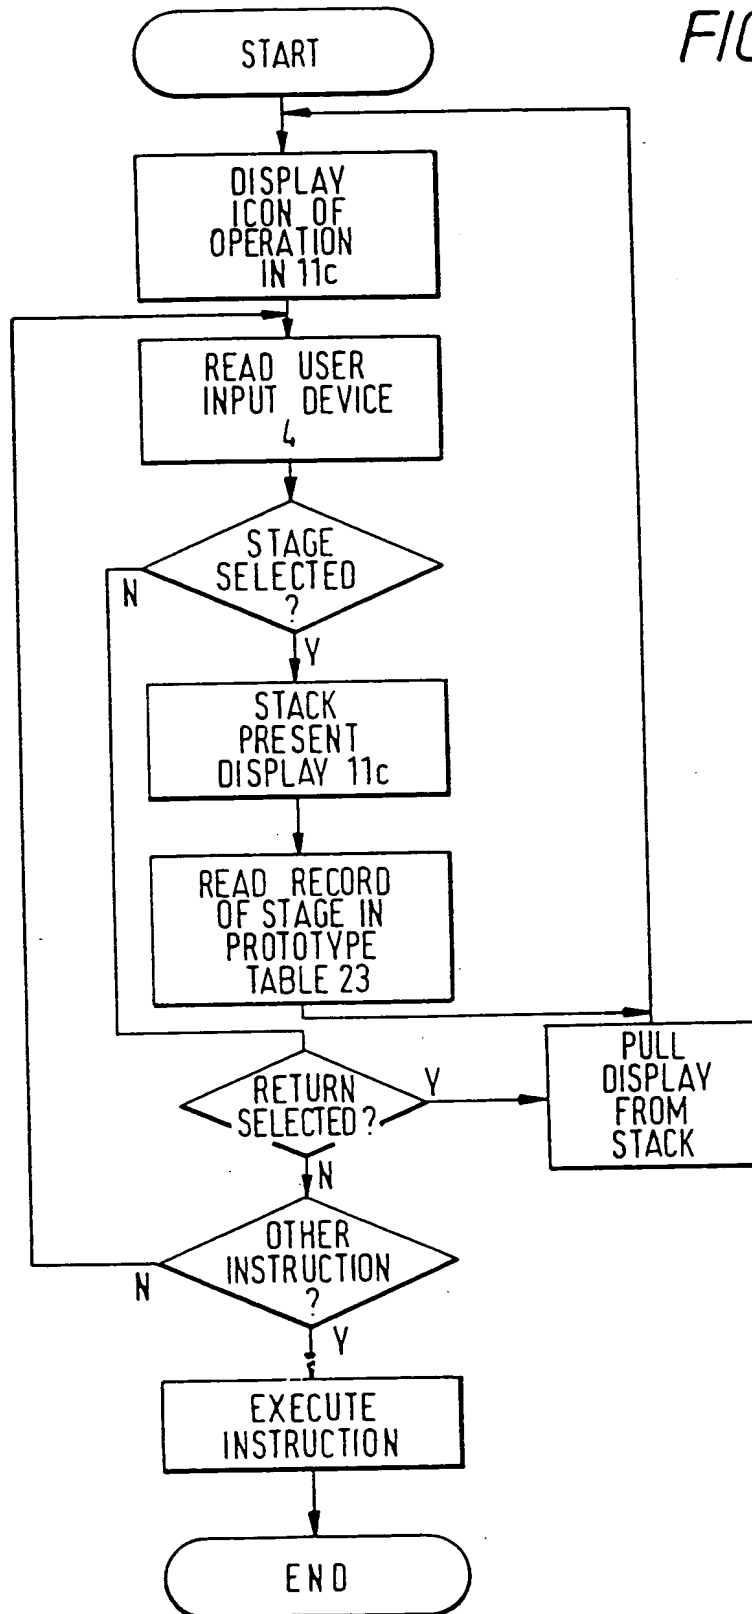 START
FIG
DISPLAY
ICON OF
OPERATION
IN 11c
READ USER
INPUT DEVICE
4
STAGE
SELECTED
?
N
Y
STACK
PRESENT
DISPLAY 11c
READ RECORD
OF STAGE IN
PROTOTYPE
TABLE 23
RETURN
SELECTED?
Y
PULL
DISPLAY
FROM
STACK
N
OTHER
INSTRUCTION
?
N
Y
EXECUTE
INSTRUCTION
END